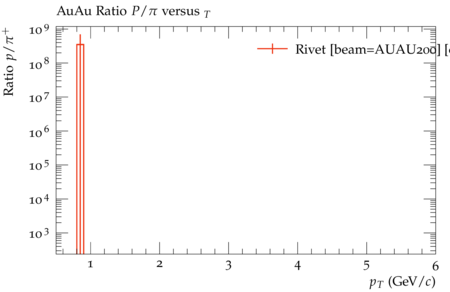 AuAu Ratio P/π versus T
Ratio p/π⁺
10⁹
10⁸
10⁷
10⁶
10⁵
10⁴
10³
Rivet [beam=AUAU200] [
1 2 3 4 5 6
p_T (GeV/c)